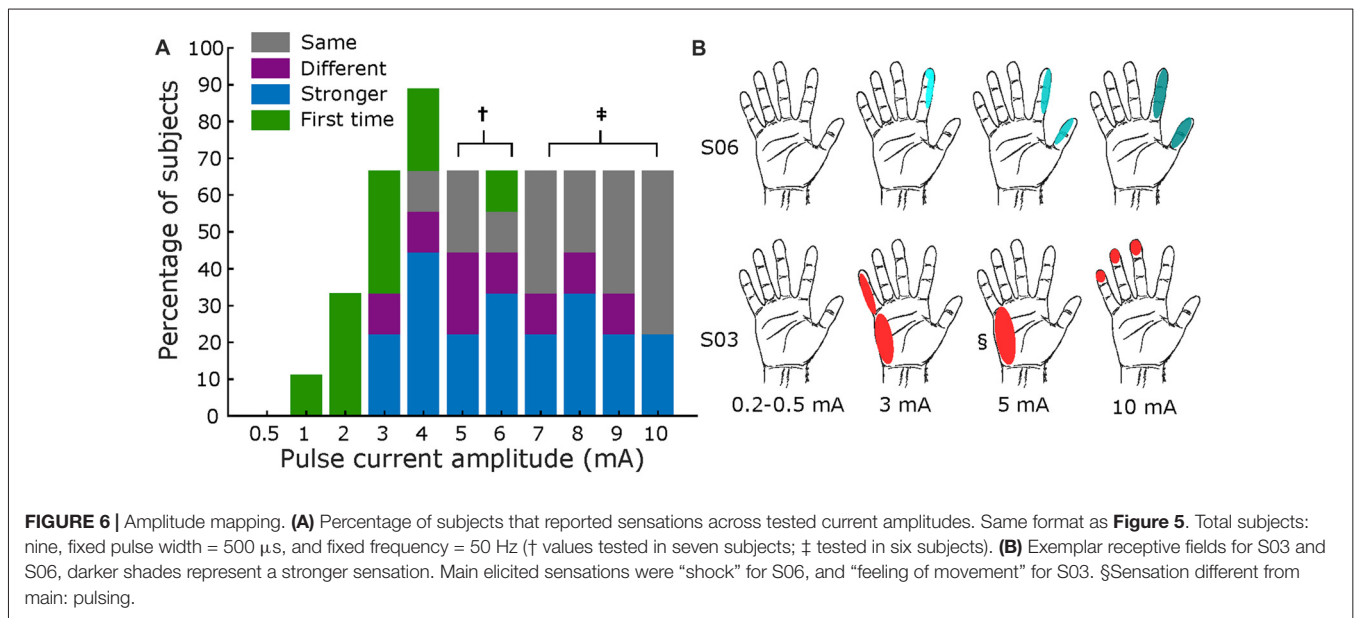 A
100
90
80
70
60
50
40
30
20
10
0
Percentage of subjects
Same
Different
Stronger
First time
†
‡
0.5 1 2 3 4 5 6 7 8 9 10
Pulse current amplitude (mA)
B
S06
S03
§
0.2-0.5 mA 3 mA 5 mA 10 mA
FIGURE 6 | Amplitude mapping. (A) Percentage of subjects that reported sensations across tested current amplitudes. Same format as Figure 5. Total subjects:
nine, fixed pulse width = 500 μs, and fixed frequency = 50 Hz († values tested in seven subjects; ‡ tested in six subjects). (B) Exemplar receptive fields for S03 and
S06, darker shades represent a stronger sensation. Main elicited sensations were “shock” for S06, and “feeling of movement” for S03. §Sensation different from
main: pulsing.